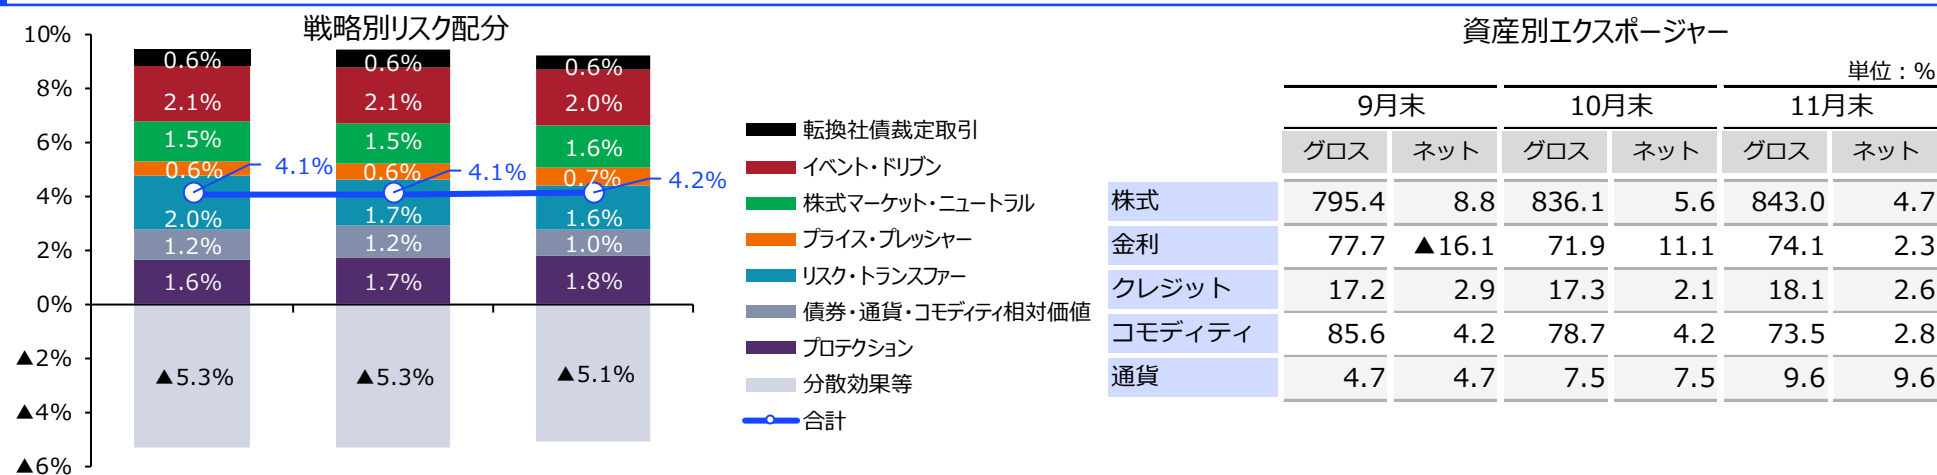 戦略別リスク配分
10%
8%
6%
4%
2%
0%
▲2%
▲4%
▲6%
0.6%
2.1%
1.5%
0.6%
2.0%
1.2%
1.6%
▲5.3%
4.1%
0.6%
2.1%
1.5%
0.6%
1.7%
1.2%
1.7%
▲5.3%
4.1%
0.6%
2.0%
1.6%
0.7%
1.6%
1.0%
1.8%
▲5.1%
4.2%
転換社債裁定取引
イベント・ドリブン
株式マーケット・ニュートラル
プライス・プレッシャー
リスク・トランスファー
債券・通貨・コモディティ相対価値
プロテクション
分散効果等
合計
資産別エクスポージャー
単位：%
9月末 10月末 11月末
グロス ネット グロス ネット グロス ネット
株式 795.4 8.8 836.1 5.6 843.0 4.7
金利 77.7 ▲16.1 71.9 11.1 74.1 2.3
クレジット 17.2 2.9 17.3 2.1 18.1 2.6
コモディティ 85.6 4.2 78.7 4.2 73.5 2.8
通貨 4.7 4.7 7.5 7.5 9.6 9.6